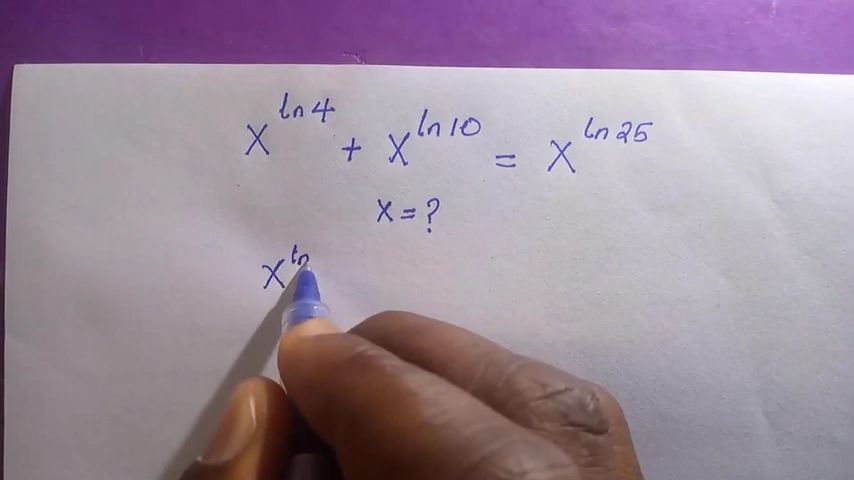 x^ln4 + x^ln10 = x^ln25
x = ?
x^ln